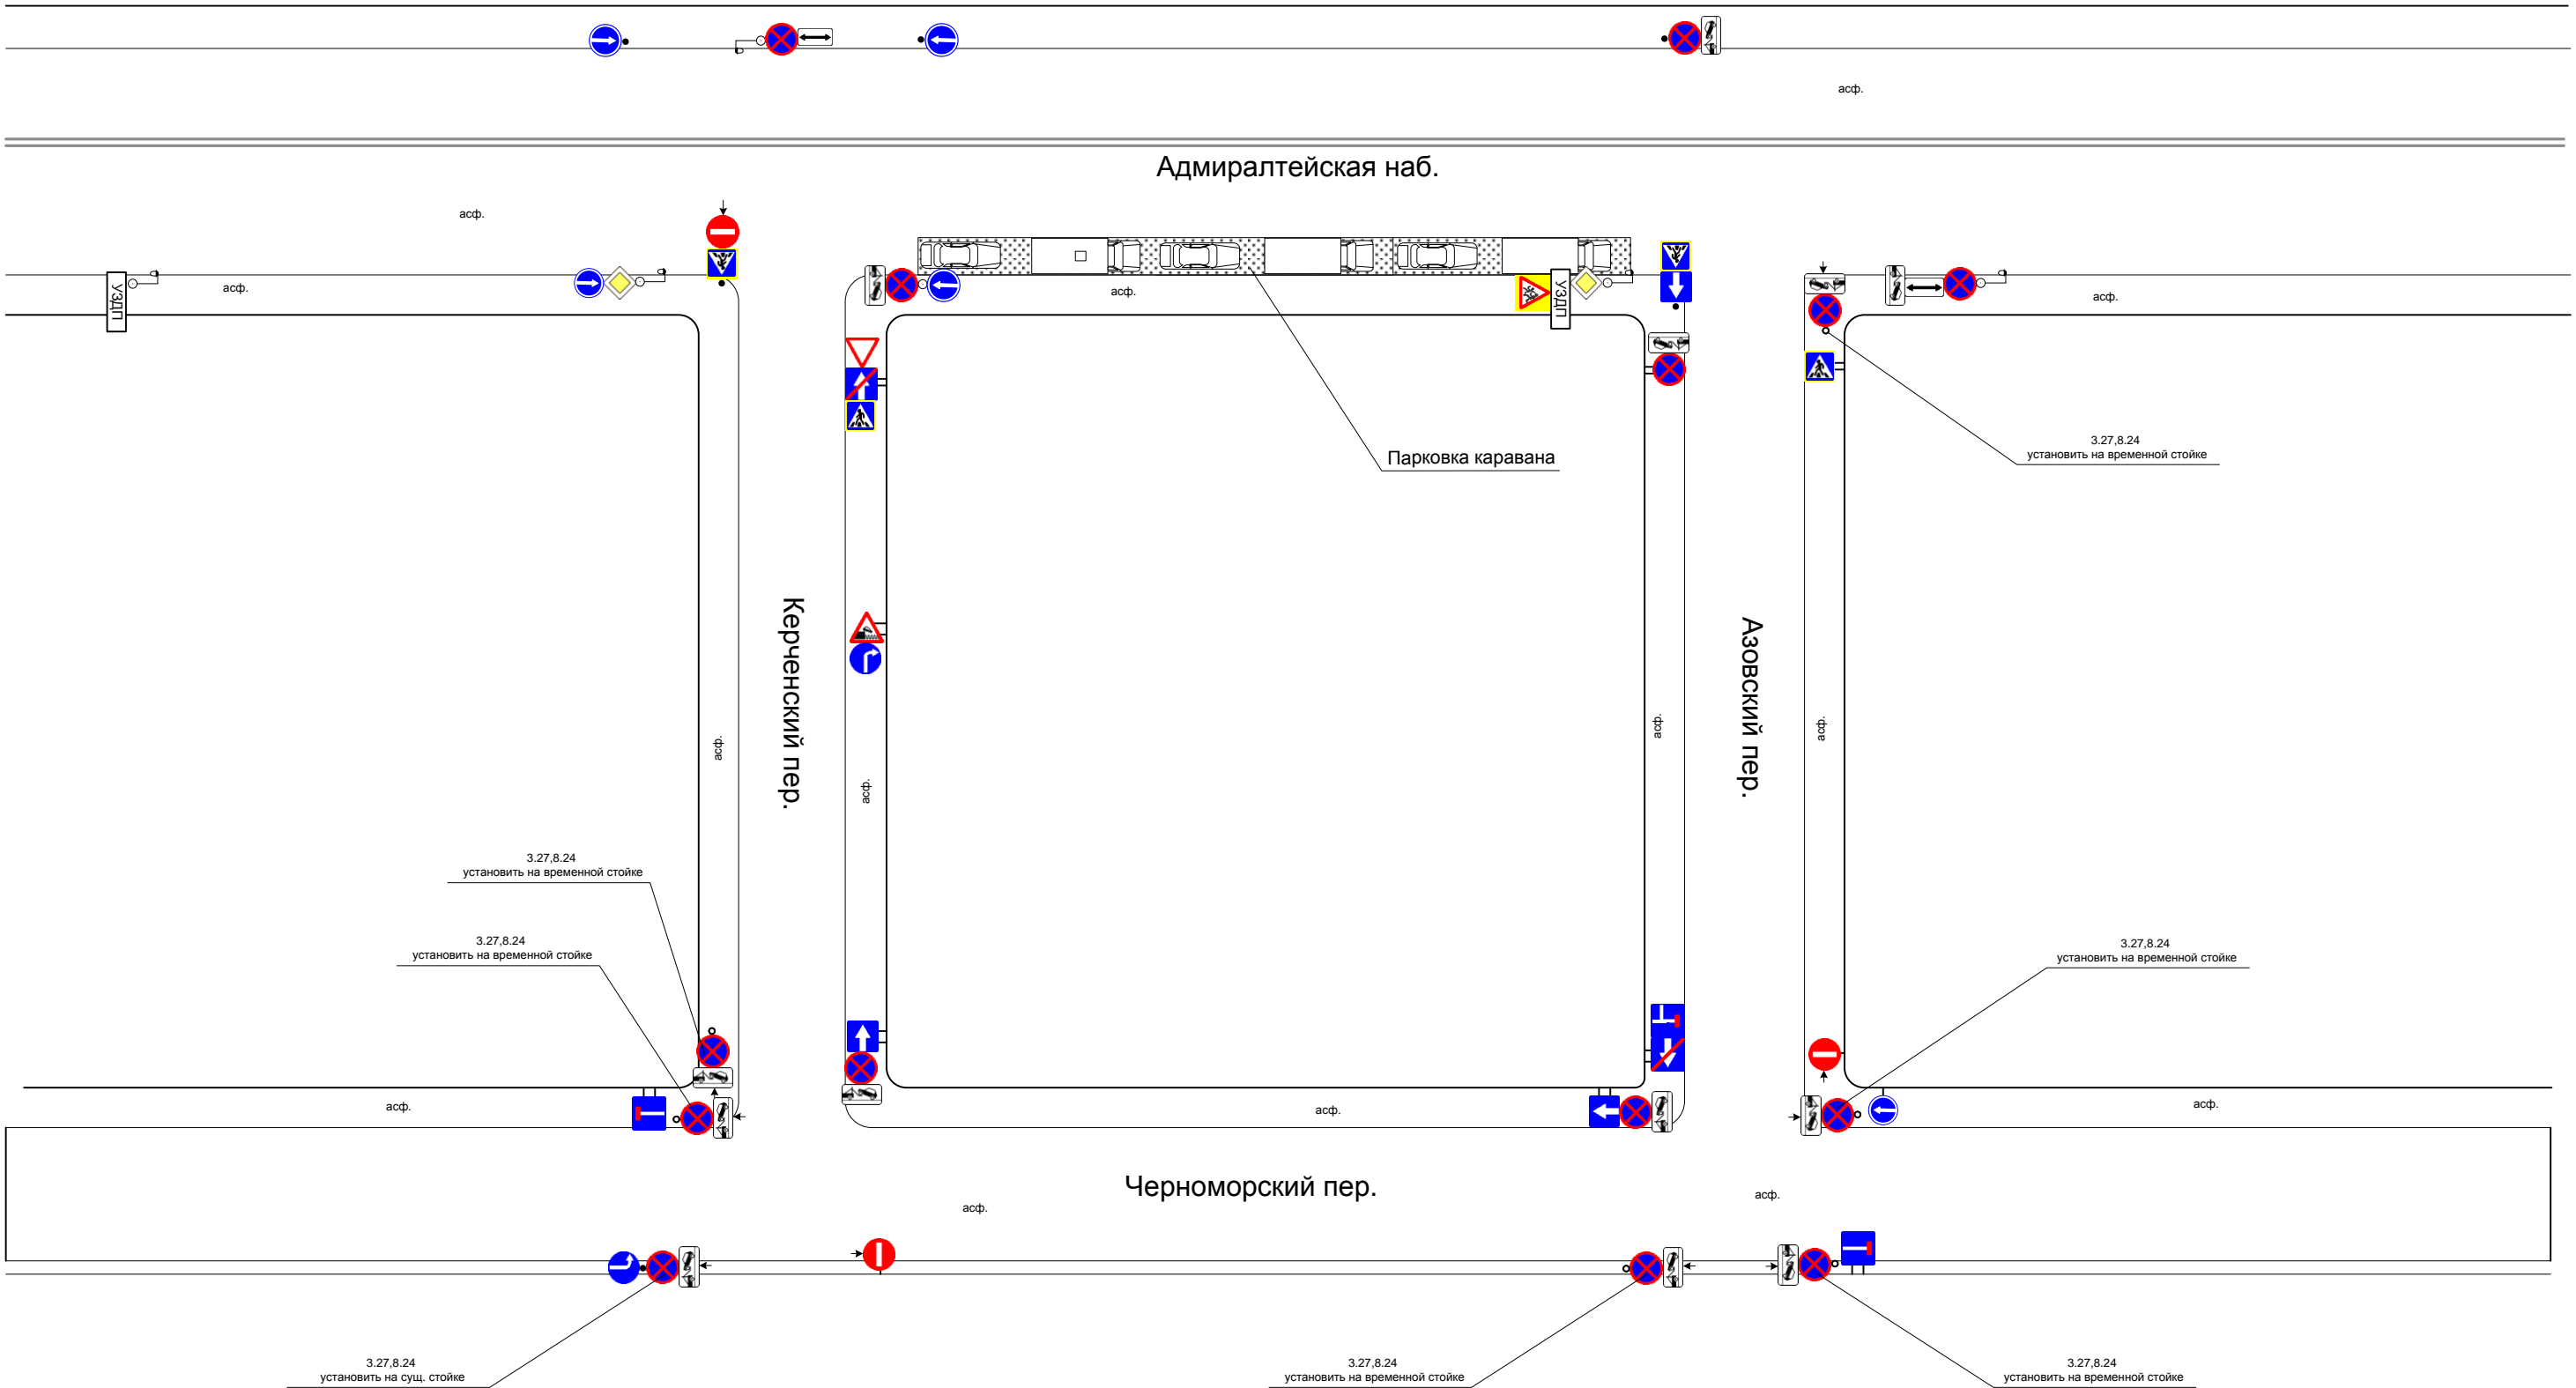 асф.
Адмиралтейская наб.
асф.
УЗДП
асф.
асф.
УЗДП
асф.
3.27,8.24
установить на временной стойке
Парковка каравана
Керченский пер.
Азовский пер.
асф.
асф.
асф.
асф.
3.27,8.24
установить на временной стойке
3.27,8.24
установить на временной стойке
3.27,8.24
установить на временной стойке
асф.
асф.
асф.
Черноморский пер.
асф.
асф.
3.27,8.24
установить на сущ. стойке
3.27,8.24
установить на временной стойке
3.27,8.24
установить на временной стойке